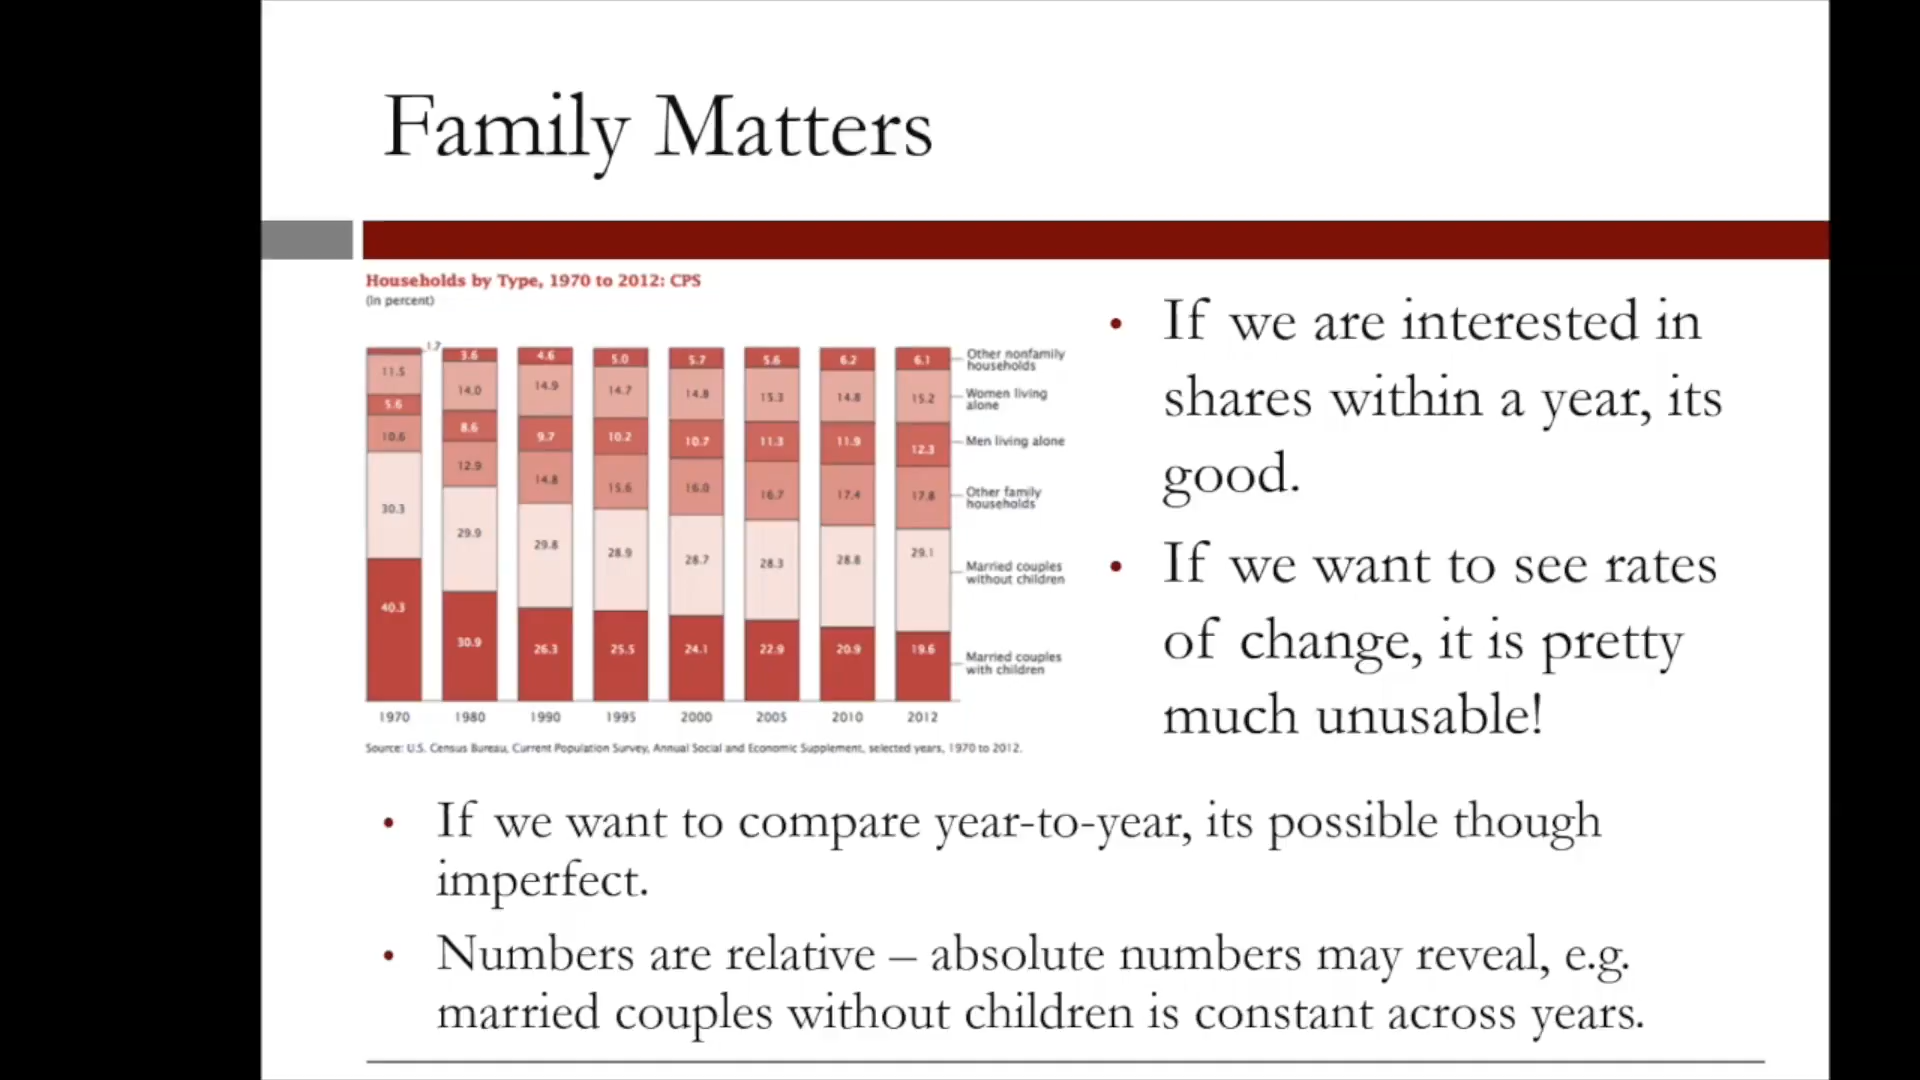 Family Matters
Households by Type, 1970 to 2012: CPS
(In percent)
1.7 3.6 4.6 5.0 5.7 5.6 6.2 6.1 Other nonfamily
households
11.5 14.0 14.9 14.7 14.8 15.3 14.8 15.2 Women living
alone
5.6 8.6 9.7 10.2 10.7 11.3 11.9 12.3 Men living alone
10.6 12.9 14.8 15.6 16.0 16.7 17.4 17.8 Other family
households
30.3 29.9 29.8 28.9 28.7 28.3 28.8 29.1 Married couples
without children
40.3 30.9 26.3 25.5 24.1 22.9 20.9 19.6 Married couples
with children
1970 1980 1990 1995 2000 2005 2010 2012
Source: U.S. Census Bureau, Current Population Survey, Annual Social and Economic Supplement, selected years, 1970 to 2012.
• If we are interested in
shares within a year, its
good.
• If we want to see rates
of change, it is pretty
much unusable!
• If we want to compare year-to-year, its possible though
imperfect.
• Numbers are relative – absolute numbers may reveal, e.g.
married couples without children is constant across years.